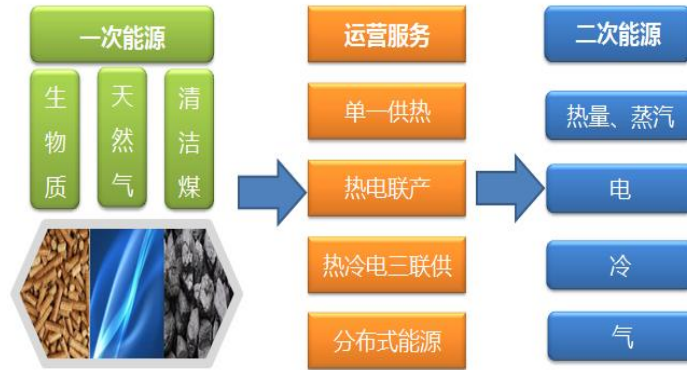 一次能源
生物质
天然气
清洁煤
运营服务
单一供热
热电联产
热冷电三联供
分布式能源
二次能源
热量、蒸汽
电
冷
气